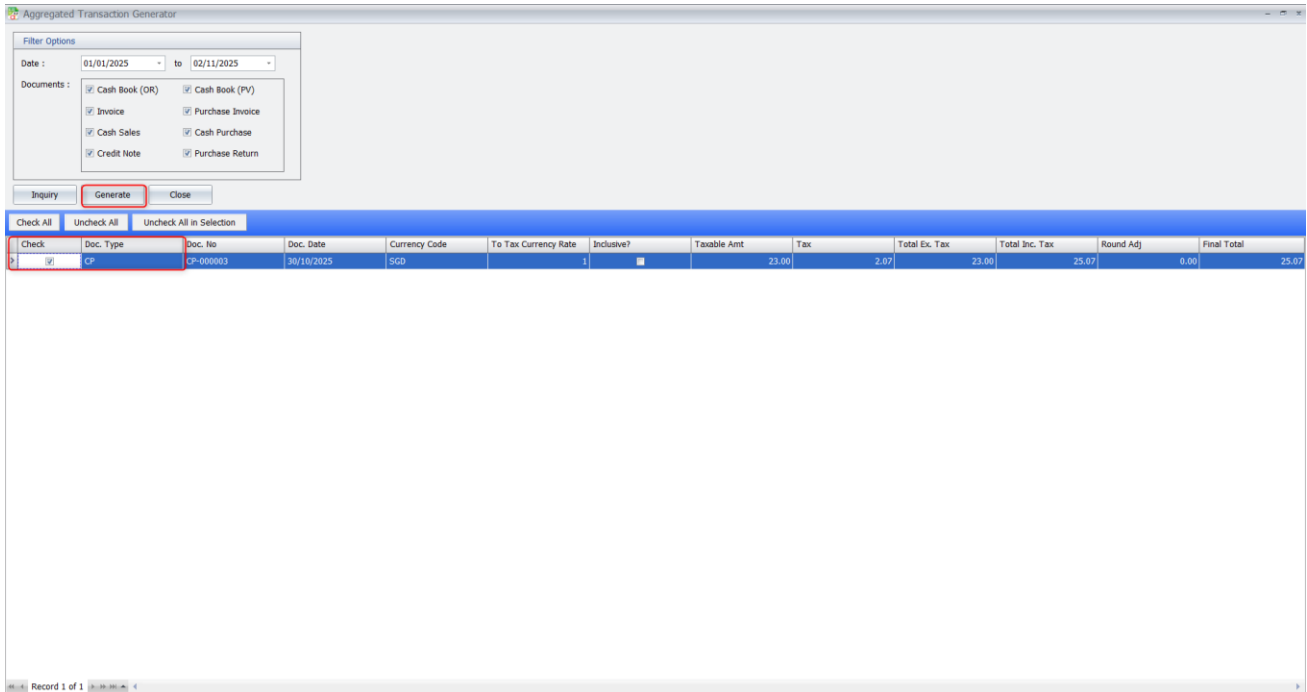 Aggregated Transaction Generator
Filter Options
Date : 01/01/2025 to 02/11/2025
Documents : Cash Book (OR) Cash Book (PV)
Invoice Purchase Invoice
Cash Sales Cash Purchase
Credit Note Purchase Return
Inquiry Generate Close
Check All Uncheck All Uncheck All in Selection
Check Doc. Type Doc. No Doc. Date Currency Code To Tax Currency Rate Inclusive? Taxable Amt Tax Total Ex. Tax Total Inc. Tax Round Adj Final Total
CP CP-000003 30/10/2025 SGD 1 23.00 2.07 23.00 25.07 0.00 25.07
Record 1 of 1